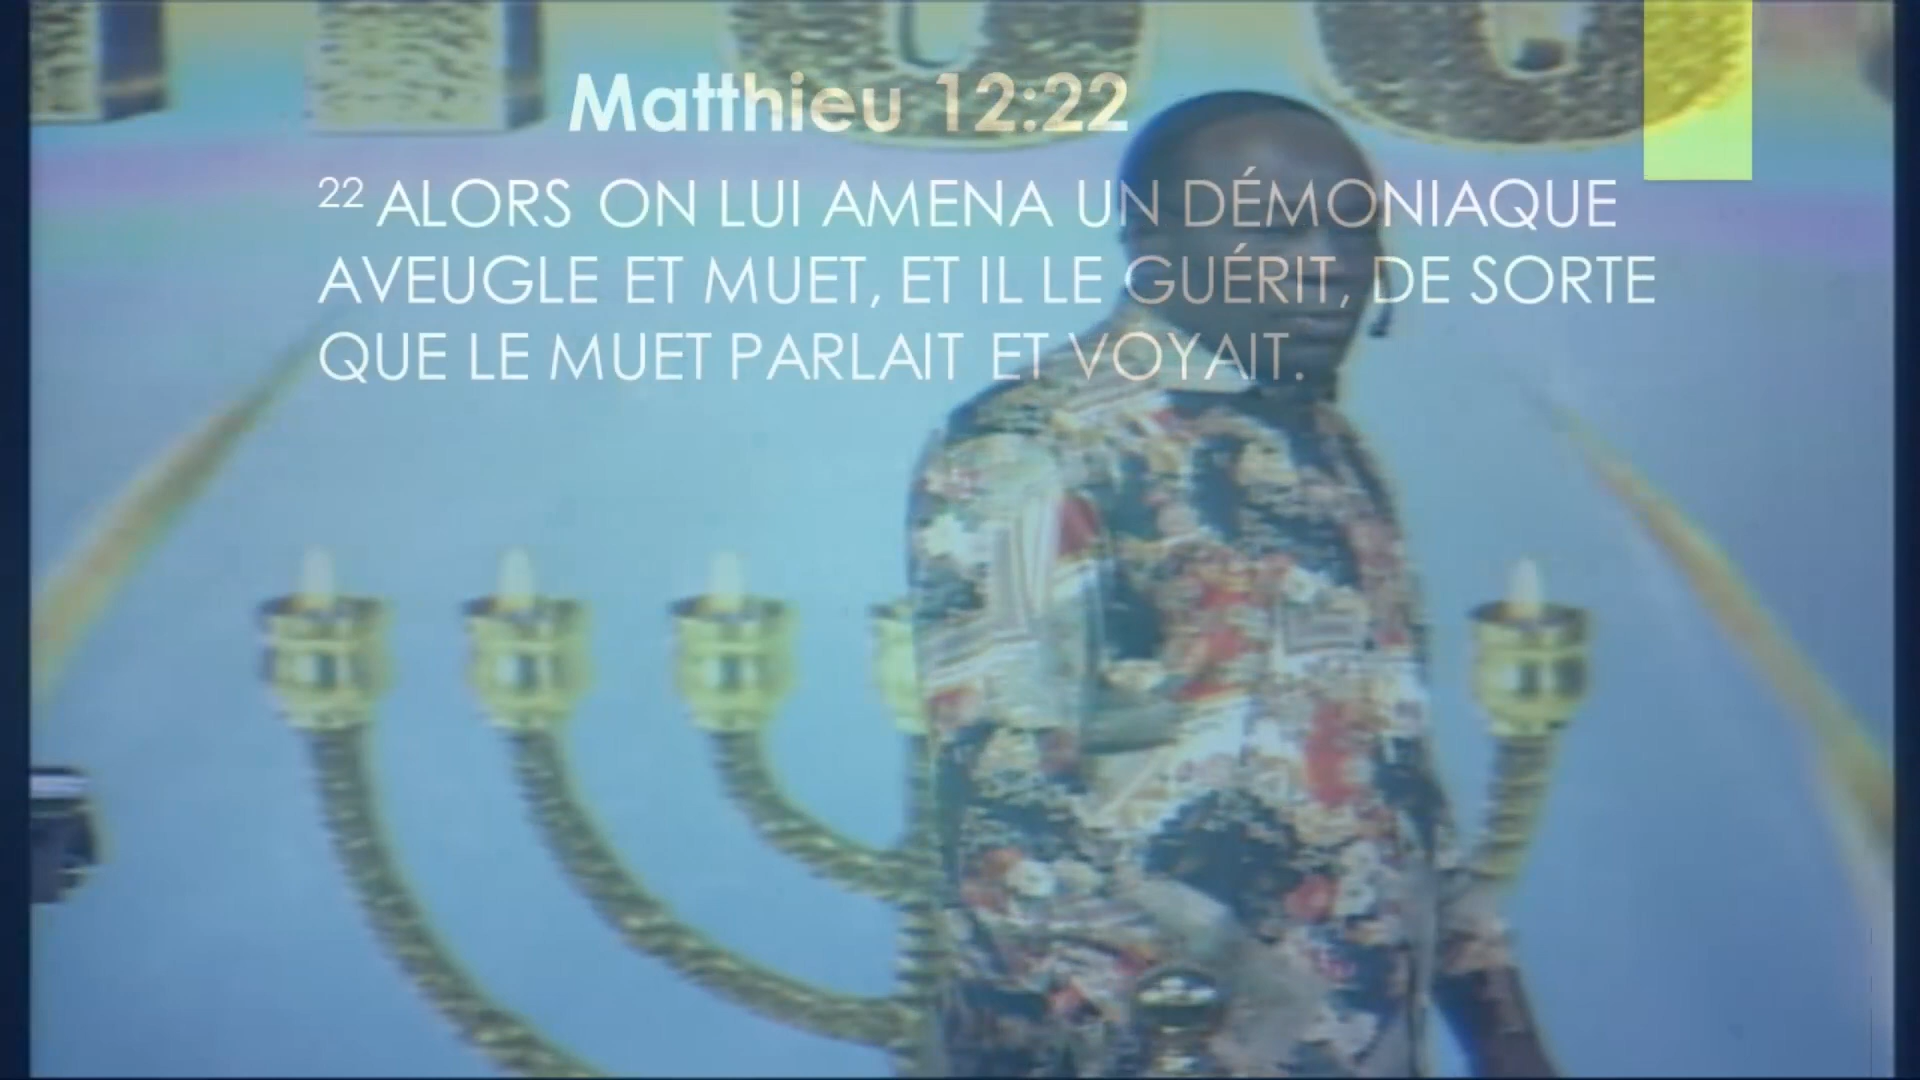 Matthieu 12:22
22 ALORS ON LUI AMENA UN DÉMONIAQUE
AVEUGLE ET MUET, ET IL LE GUÉRIT, DE SORTE
QUE LE MUET PARLAIT ET VOYAIT.